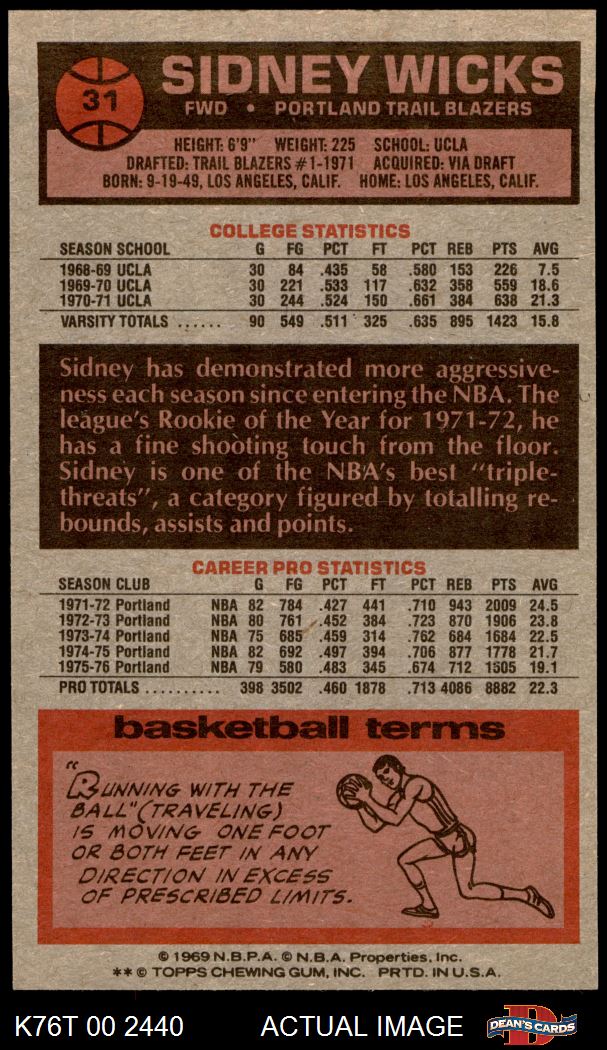 31
SIDNEY WICKS
FWD • PORTLAND TRAIL BLAZERS
HEIGHT: 6'9" WEIGHT: 225 SCHOOL: UCLA
DRAFTED: TRAIL BLAZERS #1-1971 ACQUIRED: VIA DRAFT
BORN: 9-19-49, LOS ANGELES, CALIF. HOME: LOS ANGELES, CALIF.
COLLEGE STATISTICS
SEASON SCHOOL G FG PCT FT PCT REB PTS AVG
1968-69 UCLA 30 84 .435 58 .580 153 226 7.5
1969-70 UCLA 30 221 .533 117 .632 358 559 18.6
1970-71 UCLA 30 244 .524 150 .661 384 638 21.3
VARSITY TOTALS ...... 90 549 .511 325 .635 895 1423 15.8
Sidney has demonstrated more aggressive-
ness each season since entering the NBA. The
league's Rookie of the Year for 1971-72, he
has a fine shooting touch from the floor.
Sidney is one of the NBA's best "triple-
threats", a category figured by totalling re-
bounds, assists and points.
CAREER PRO STATISTICS
SEASON CLUB G FG PCT FT PCT REB PTS AVG
1971-72 Portland NBA 82 784 .427 441 .710 943 2009 24.5
1972-73 Portland NBA 80 761 .452 384 .723 870 1906 23.8
1973-74 Portland NBA 75 685 .459 314 .762 684 1684 22.5
1974-75 Portland NBA 82 692 .497 394 .706 877 1778 21.7
1975-76 Portland NBA 79 580 .483 345 .674 712 1505 19.1
PRO TOTALS .......... 398 3502 .460 1878 .713 4086 8882 22.3
basketball terms
"RUNNING WITH THE
BALL" (TRAVELING)
IS MOVING ONE FOOT
OR BOTH FEET IN ANY
DIRECTION IN EXCESS
OF PRESCRIBED LIMITS.
© 1969 N.B.P.A. © N.B.A. Properties, Inc.
** © TOPPS CHEWING GUM, INC. PRTD. IN U.S.A.
K76T 00 2440 ACTUAL IMAGE D DEAN'S CARDS